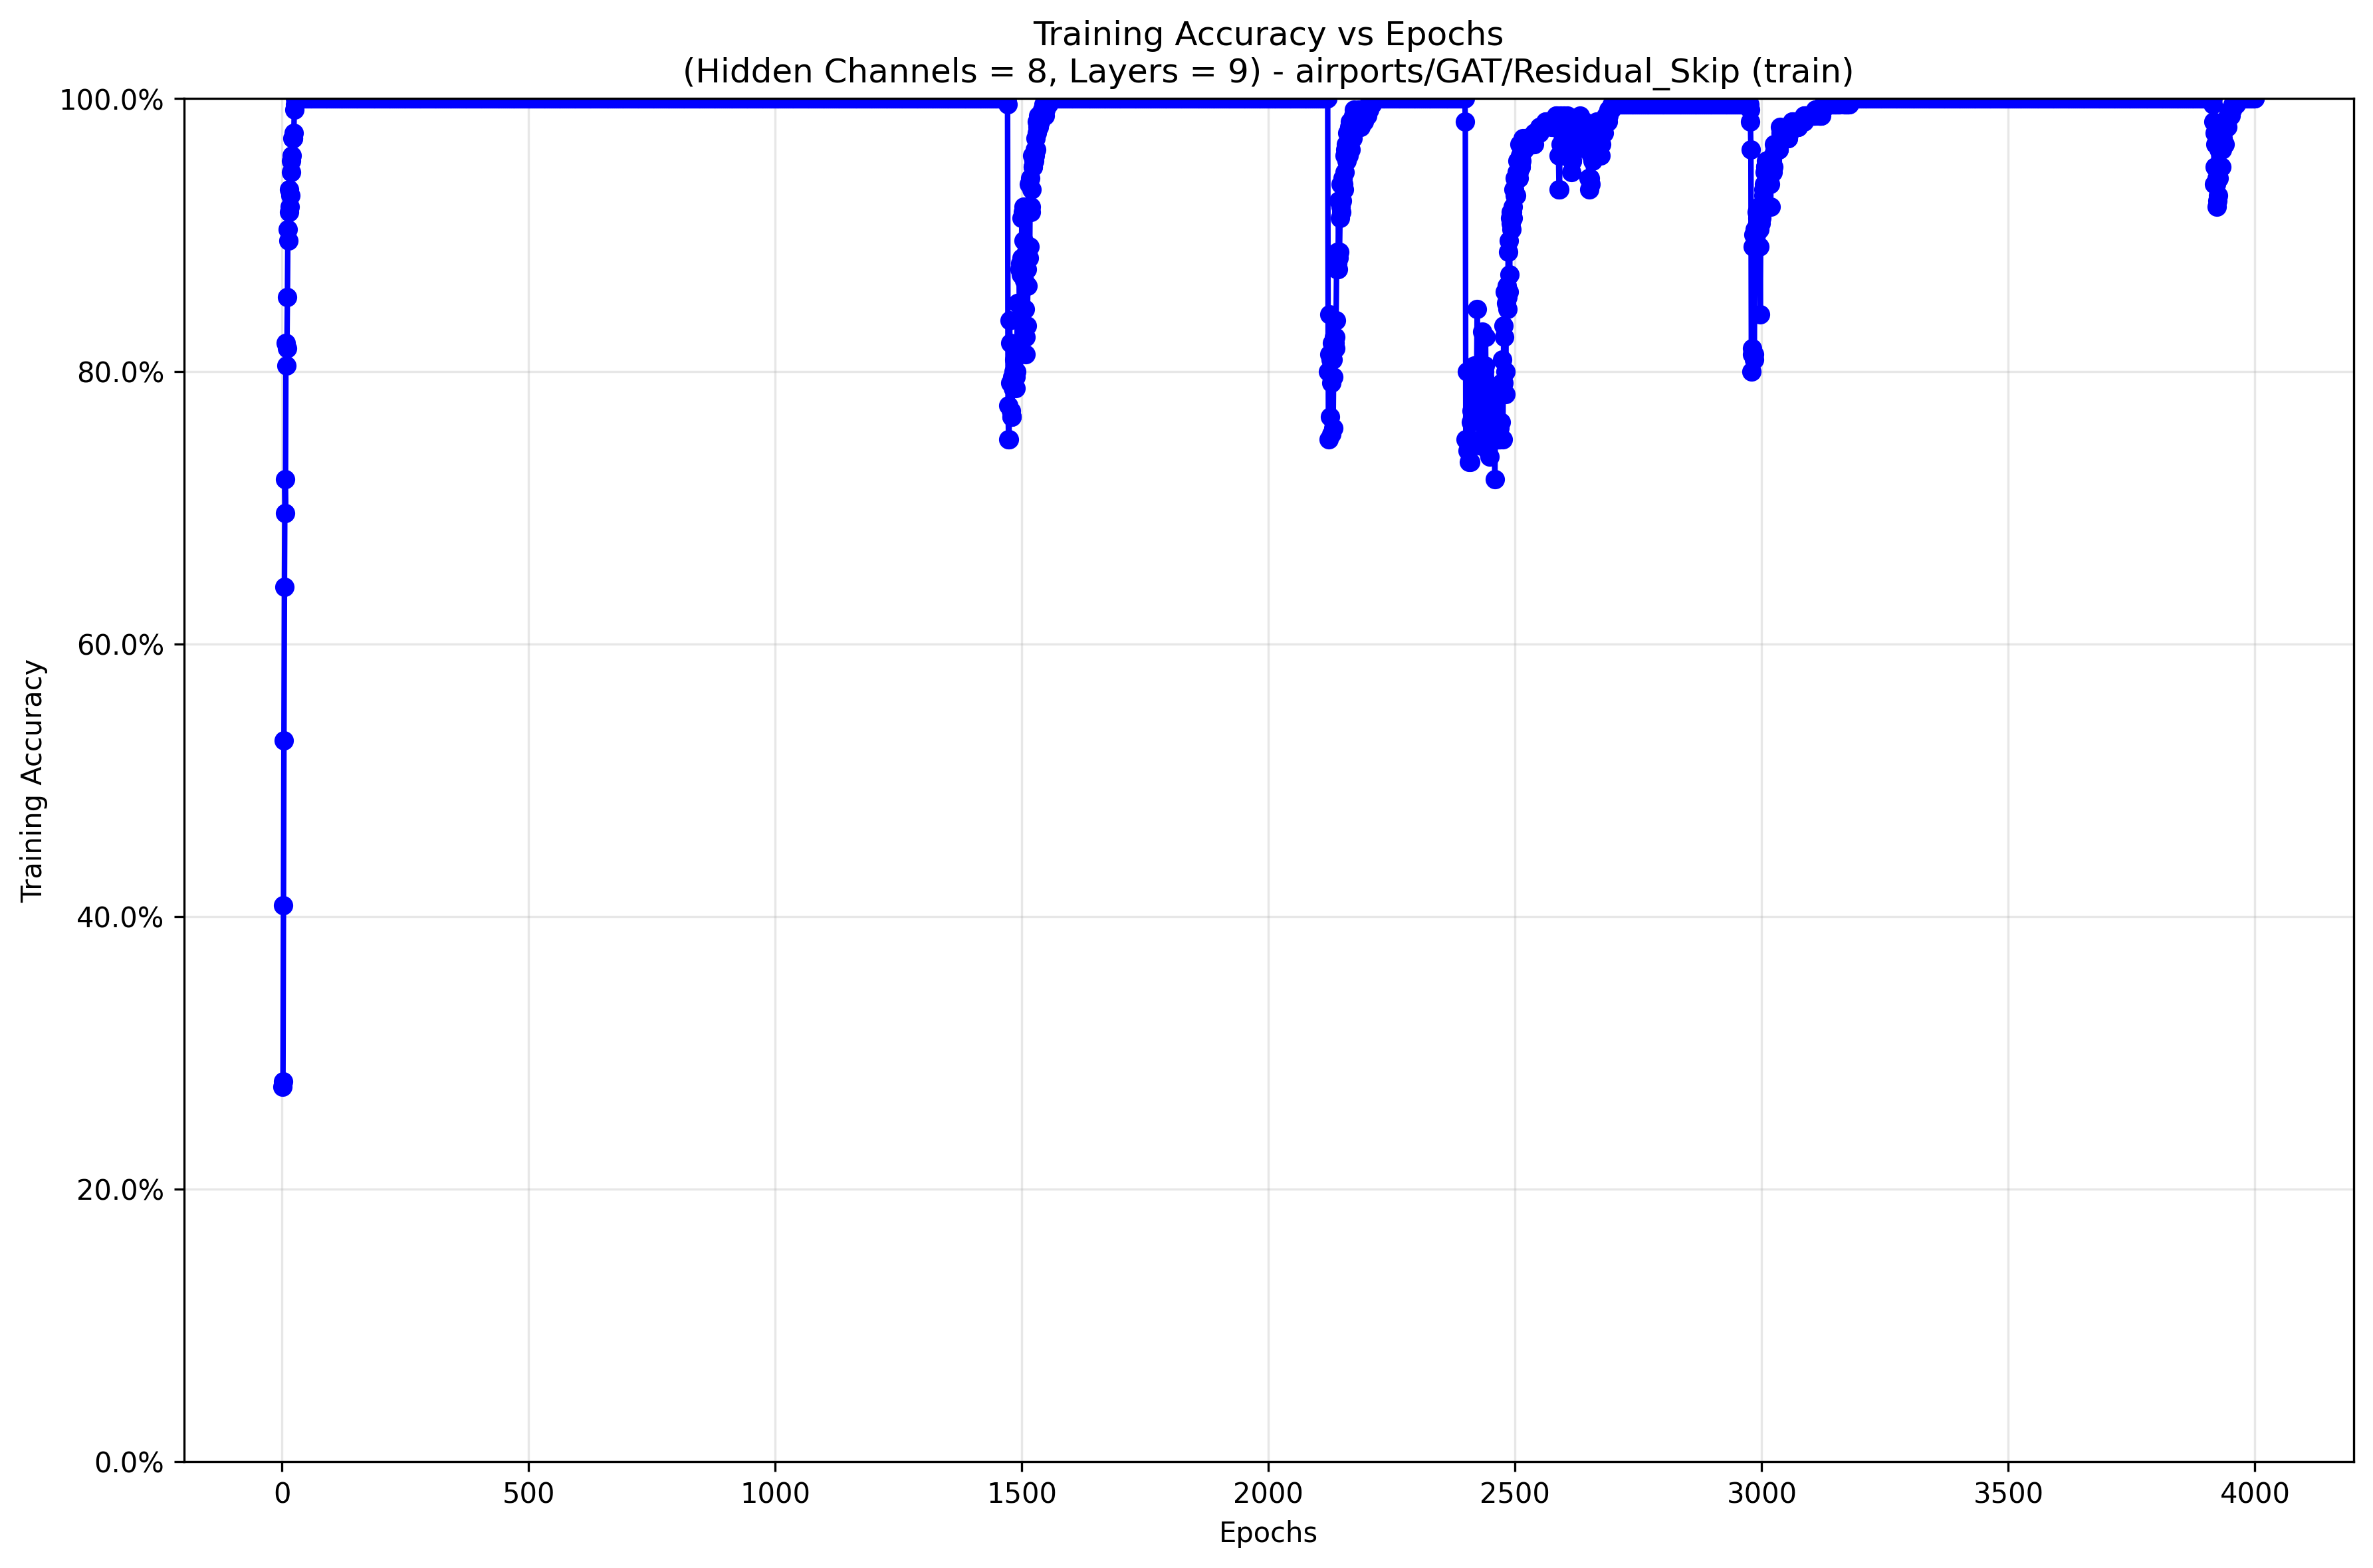 Training Accuracy vs Epochs
(Hidden Channels = 8, Layers = 9) - airports/GAT/Residual_Skip (train)
Training Accuracy
100.0%
80.0%
60.0%
40.0%
20.0%
0.0%
0 500 1000 1500 2000 2500 3000 3500 4000
Epochs